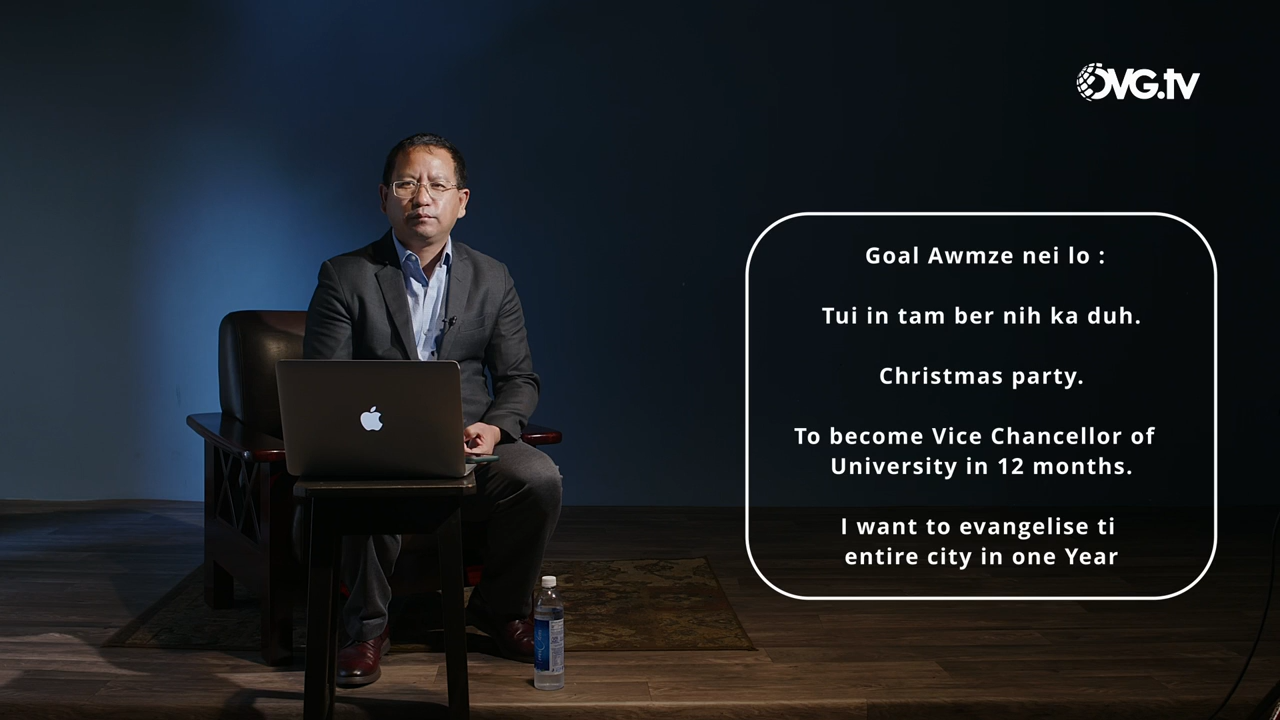 OVG.tv
Goal Awmze nei lo :
Tui in tam ber nih ka duh.
Christmas party.
To become Vice Chancellor of
University in 12 months.
I want to evangelise ti
entire city in one Year